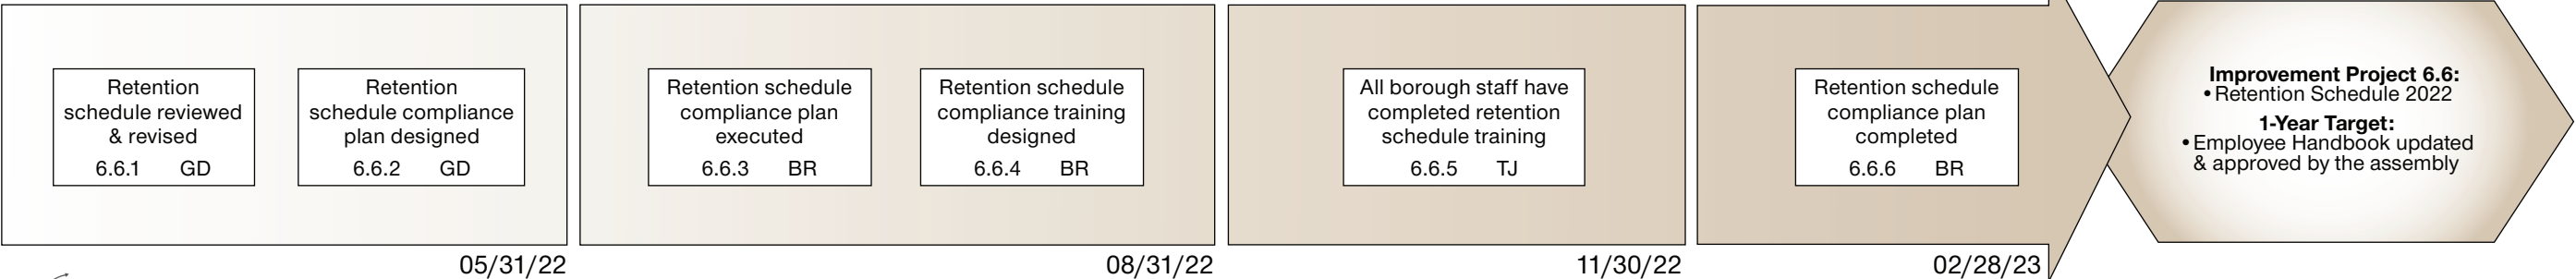 Retention
schedule reviewed
& revised
6.6.1 GD
Retention
schedule compliance
plan designed
6.6.2 GD
05/31/22
Retention schedule
compliance plan
executed
6.6.3 BR
Retention schedule
compliance training
designed
6.6.4 BR
08/31/22
All borough staff have
completed retention
schedule training
6.6.5 TJ
11/30/22
Retention schedule
compliance plan
completed
6.6.6 BR
02/28/23
Improvement Project 6.6:
• Retention Schedule 2022
1-Year Target:
• Employee Handbook updated
& approved by the assembly